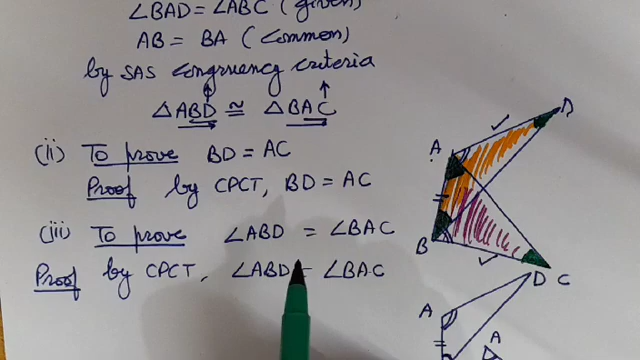 ∠BAD = ∠ABC (given)
AB = BA (Common)
by SAS congruency criteria
△ABD ≅ △BAC
(ii) To prove BD = AC
Proof by CPCT, BD = AC
(iii) To prove ∠ABD = ∠BAC
Proof by CPCT, ∠ABD = ∠BAC
D
A
B
C
D
A
A